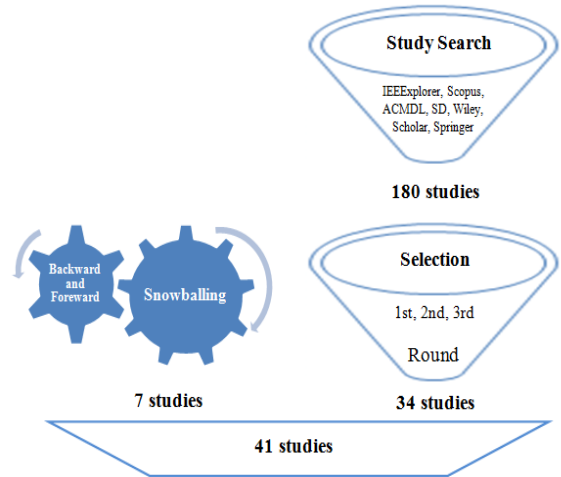 Study Search
IEEExplorer, Scopus,
ACMDL, SD, Wiley,
Scholar, Springer
180 studies
Backward
and
Foreward
Snowballing
Selection
1st, 2nd, 3rd
Round
7 studies
34 studies
41 studies